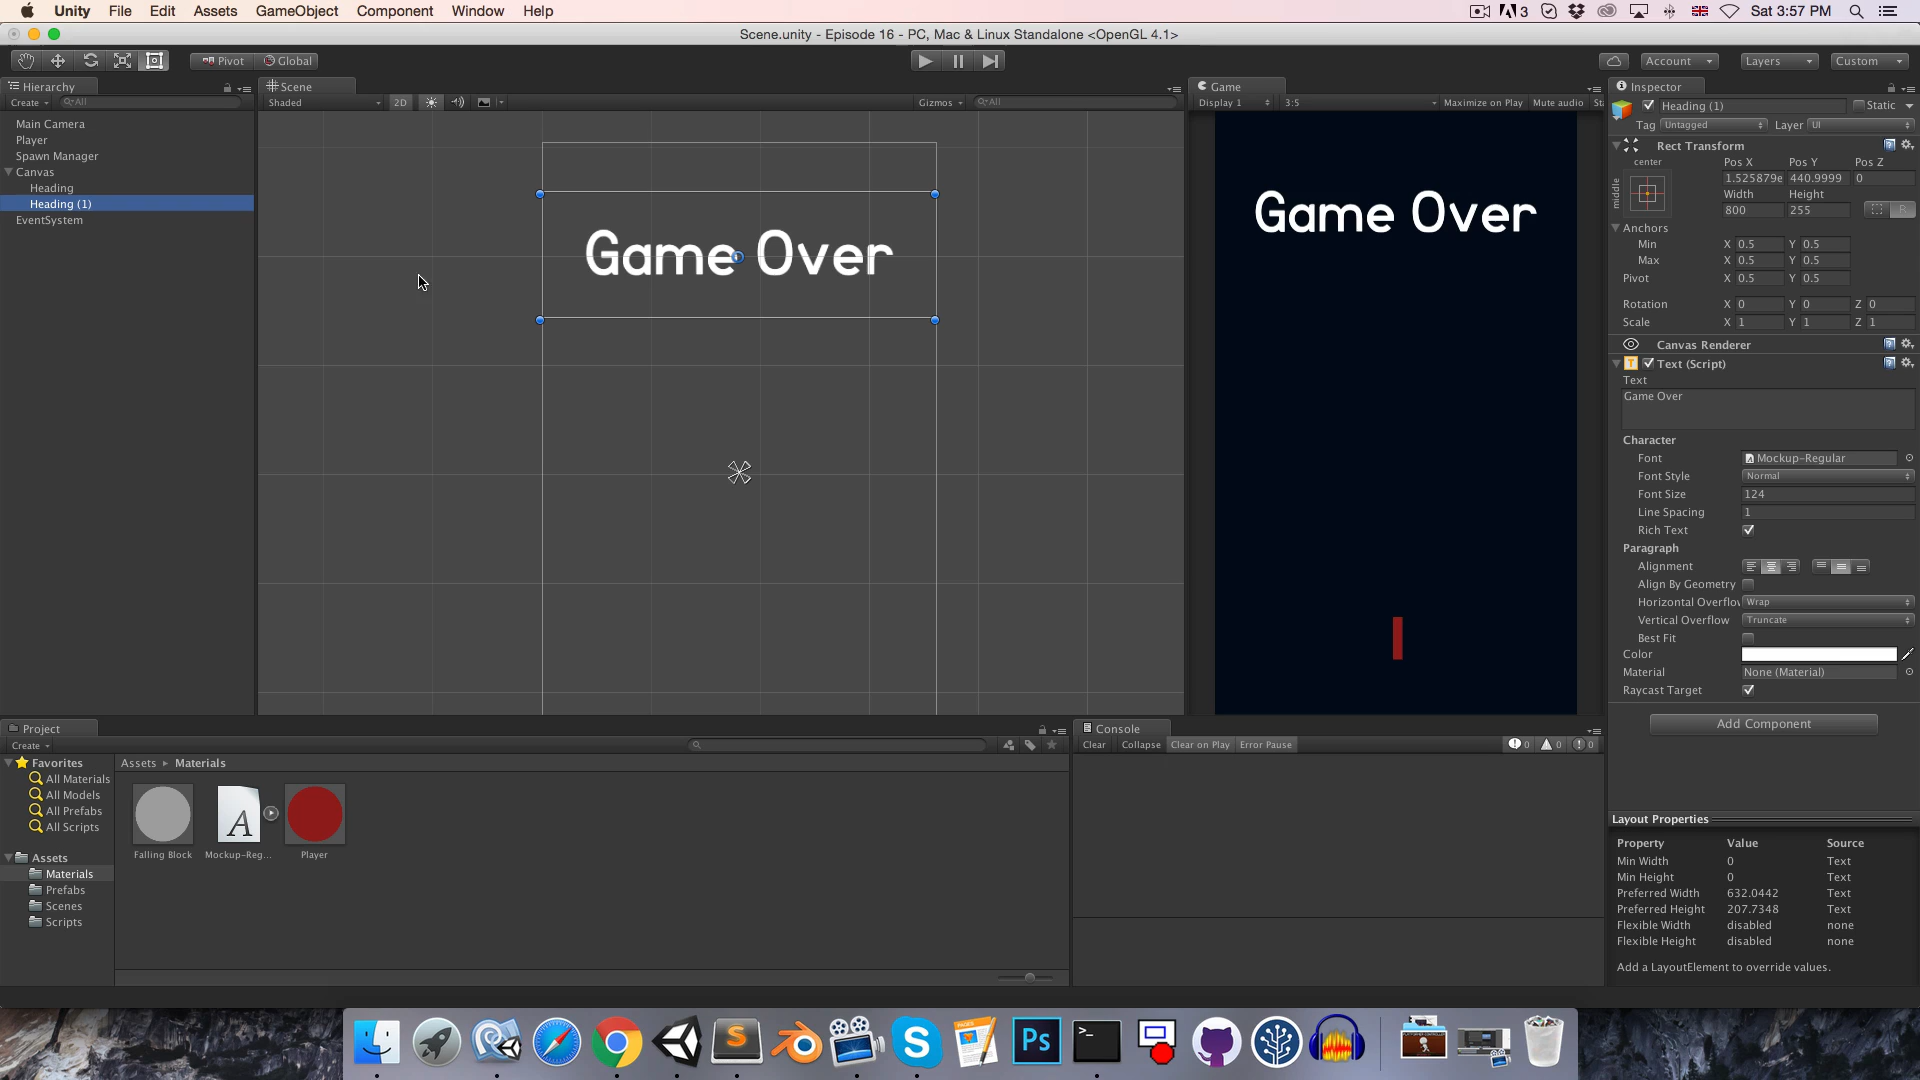 Unity File Edit Assets GameObject Component Window Help
3 Sat 3:57 PM
Scene.unity - Episode 16 - PC, Mac & Linux Standalone <OpenGL 4.1>
Pivot Global Account Layers Custom
Hierarchy
Create All
Main Camera
Player
Spawn Manager
Canvas
Heading
Heading (1)
EventSystem
Scene
Shaded 2D Gizmos All
Game Over
Game
Display 1 3:5 Maximize on Play Mute audio
Game Over
Inspector
Heading (1) Static
Tag Untagged Layer UI
Rect Transform
center Pos X Pos Y Pos Z
middle 1.525879e 440.9999 0
Width Height
800 255 R
Anchors
Min X 0.5 Y 0.5
Max X 0.5 Y 0.5
Pivot X 0.5 Y 0.5
Rotation X 0 Y 0 Z 0
Scale X 1 Y 1 Z 1
Canvas Renderer
Text (Script)
Text
Game Over
Character
Font Mockup-Regular
Font Style Normal
Font Size 124
Line Spacing 1
Rich Text
Paragraph
Alignment
Align By Geometry
Horizontal Overflo Wrap
Vertical Overflow Truncate
Best Fit
Color
Material None (Material)
Raycast Target
Add Component
Layout Properties
Property Value Source
Min Width 0 Text
Min Height 0 Text
Preferred Width 632.0442 Text
Preferred Height 207.7348 Text
Flexible Width disabled none
Flexible Height disabled none
Add a LayoutElement to override values.
Project
Create
Favorites
All Materials
All Models
All Prefabs
All Scripts
Assets
Materials
Prefabs
Scenes
Scripts
Assets Materials
Falling Block Mockup-Reg... Player
Console
Clear Collapse Clear on Play Error Pause 0 0 0
PAGES
Ps